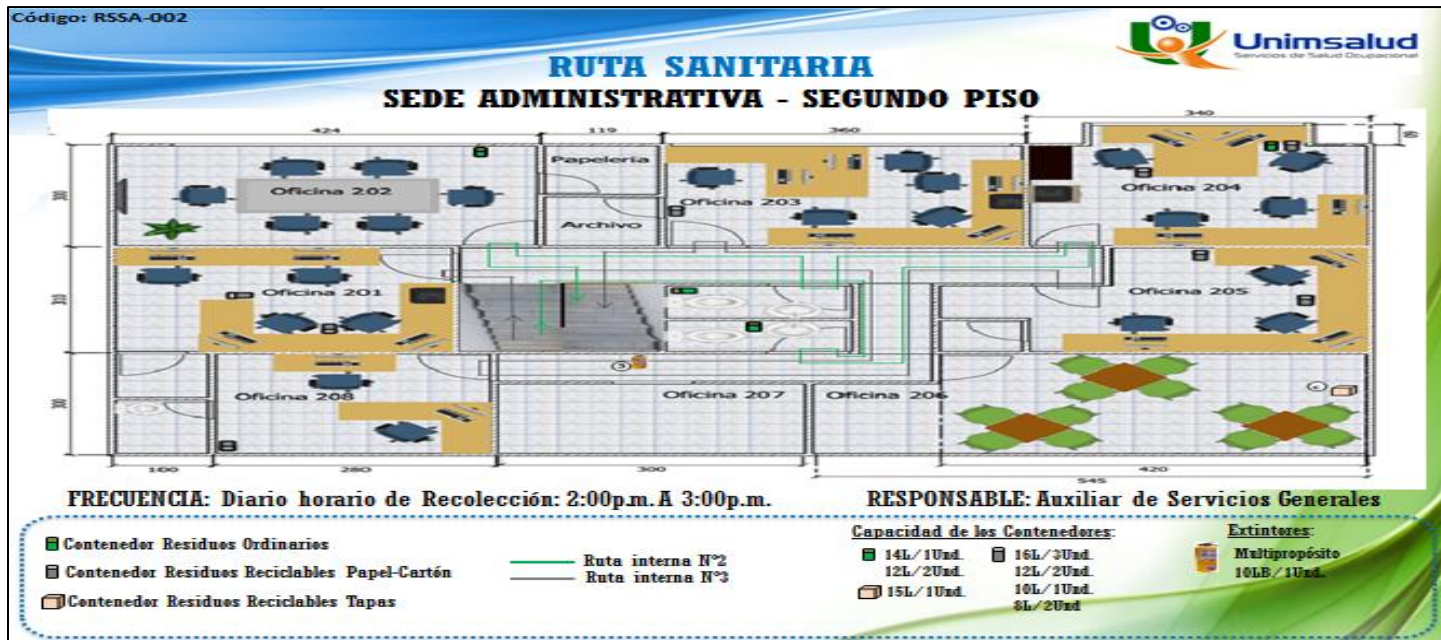 Código: RSSA-002
Unimsalud
Servicios de Salud Ocupacional
RUTA SANITARIA
SEDE ADMINISTRATIVA - SEGUNDO PISO
424
119
360
340
Papelería
Oficina 202
Oficina 203
Oficina 204
Archivo
Oficina 201
Oficina 205
Oficina 208
Oficina 207
Oficina 206
100
280
300
420
545
FRECUENCIA: Diario horario de Recolección: 2:00p.m. A 3:00p.m.
RESPONSABLE: Auxiliar de Servicios Generales
Contenedor Residuos Ordinarios
Contenedor Residuos Reciclables Papel-Cartón
Contenedor Residuos Reciclables Tapas
Ruta interna N°2
Ruta interna N°3
Capacidad de los Contenedores:
14L/1Und.
12L/2Und.
15L/1Und.
16L/3Und.
12L/2Und.
10L/1Und.
8L/2Und
Extintores:
Multipropósito
10LB/1Und.